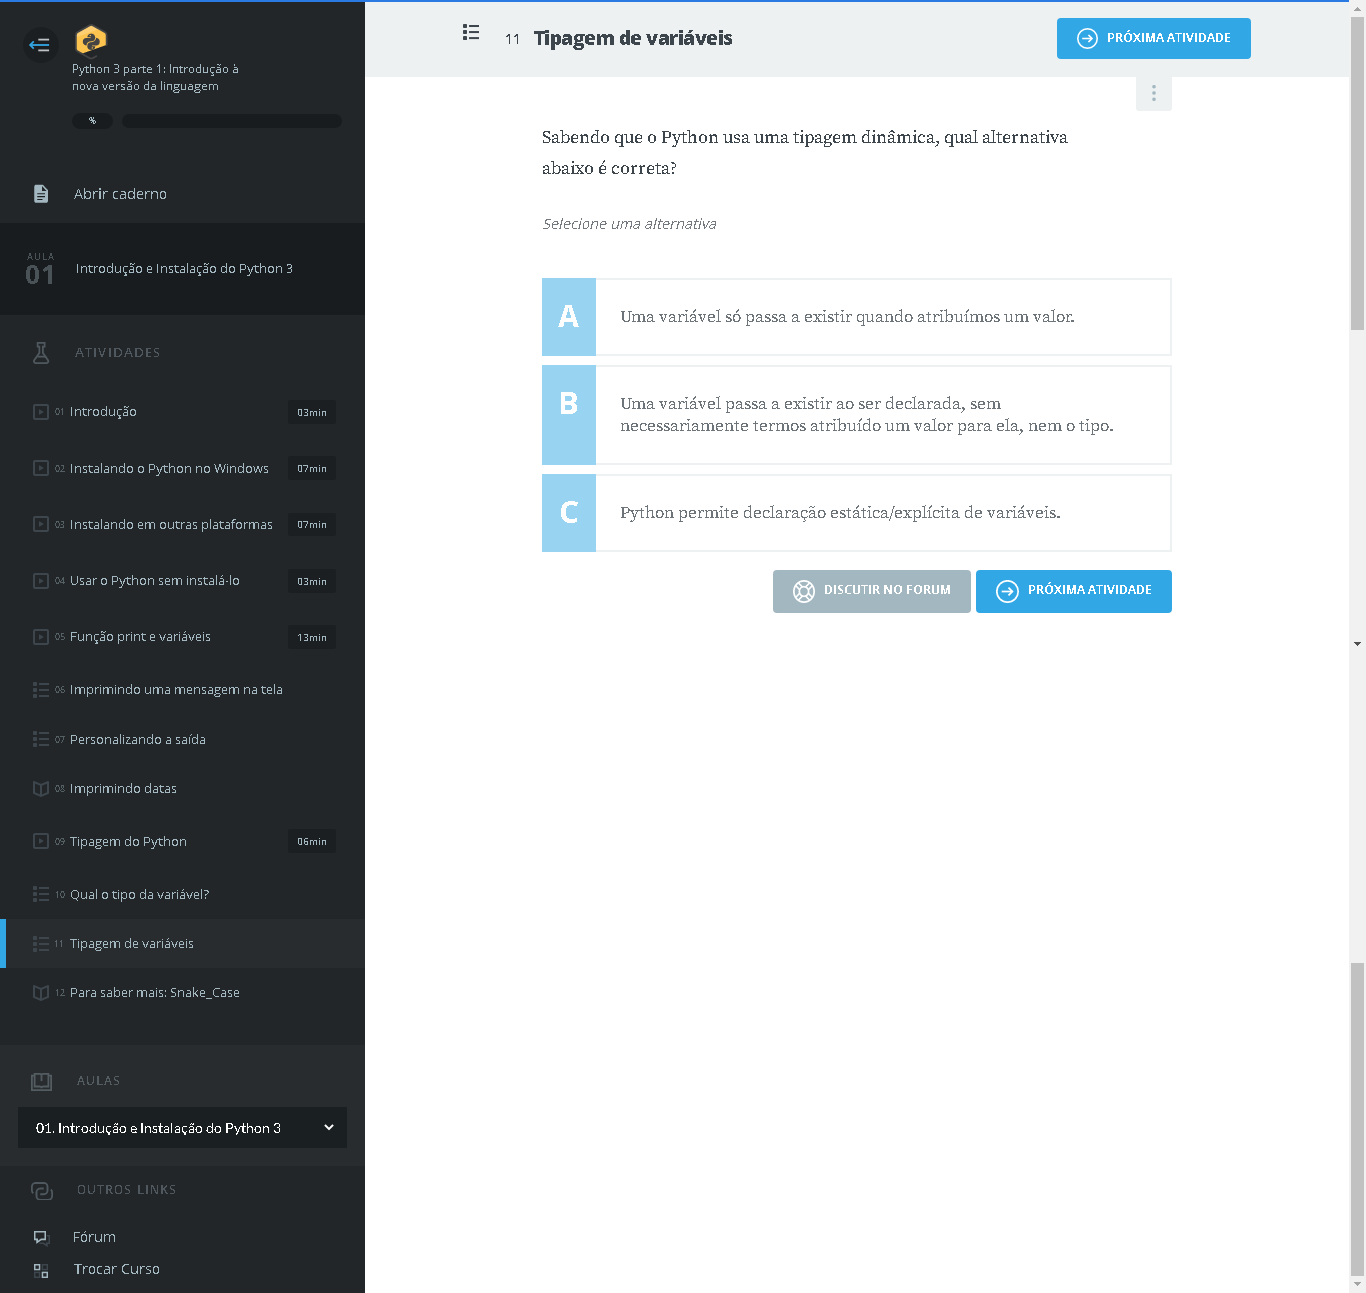 Python 3 parte 1: Introdução à
nova versão da linguagem
%
Abrir caderno
AULA
01
Introdução e Instalação do Python 3
ATIVIDADES
01 Introdução 03min
02 Instalando o Python no Windows 07min
03 Instalando em outras plataformas 07min
04 Usar o Python sem instalá-lo 03min
05 Função print e variáveis 13min
06 Imprimindo uma mensagem na tela
07 Personalizando a saída
08 Imprimindo datas
09 Tipagem do Python 06min
10 Qual o tipo da variável?
11 Tipagem de variáveis
12 Para saber mais: Snake_Case
AULAS
01. Introdução e Instalação do Python 3
OUTROS LINKS
Fórum
Trocar Curso
11 Tipagem de variáveis
PRÓXIMA ATIVIDADE
Sabendo que o Python usa uma tipagem dinâmica, qual alternativa
abaixo é correta?
Selecione uma alternativa
A Uma variável só passa a existir quando atribuímos um valor.
B Uma variável passa a existir ao ser declarada, sem
necessariamente termos atribuído um valor para ela, nem o tipo.
C Python permite declaração estática/explícita de variáveis.
DISCUTIR NO FORUM
PRÓXIMA ATIVIDADE